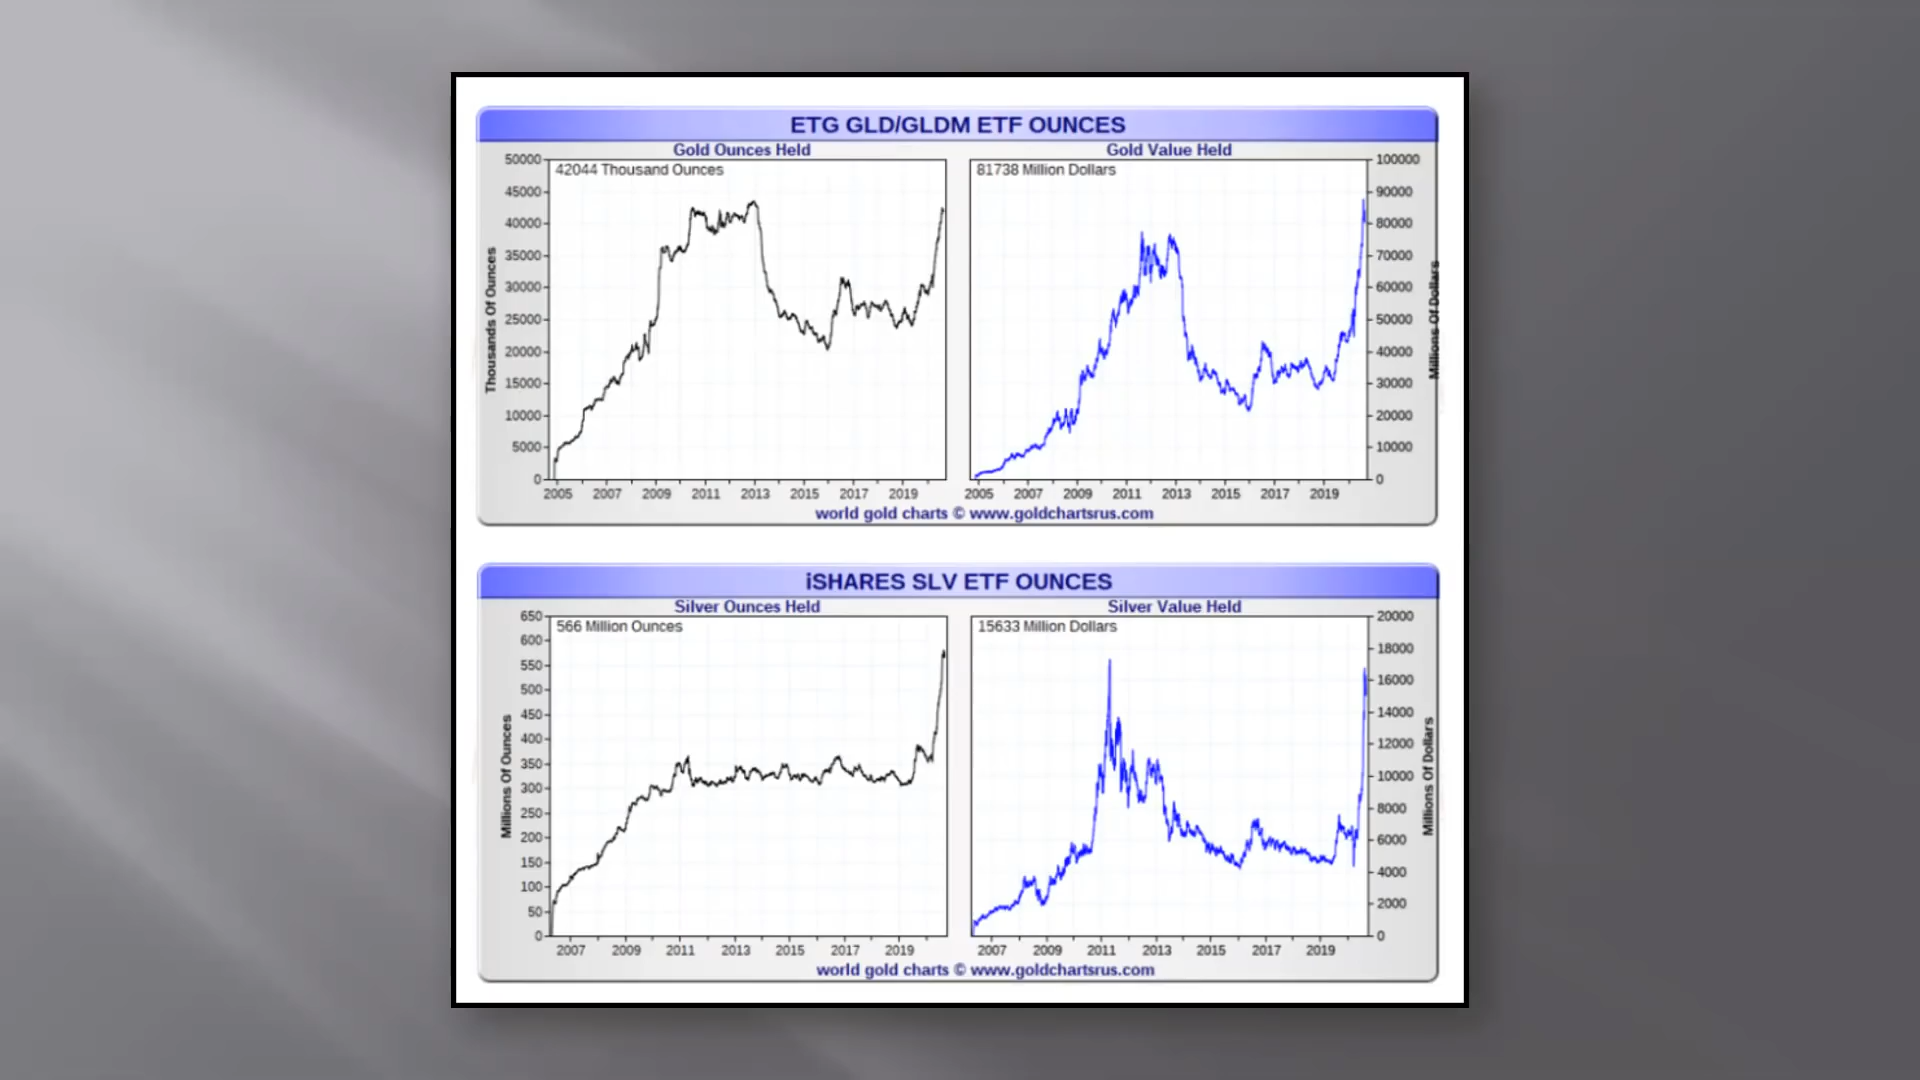 ETG GLD/GLDM ETF OUNCES
Gold Ounces Held
42044 Thousand Ounces
Thousands Of Ounces
50000
45000
40000
35000
30000
25000
20000
15000
10000
5000
0
2005 2007 2009 2011 2013 2015 2017 2019
Gold Value Held
81738 Million Dollars
100000
90000
80000
70000
60000
50000
40000
30000
20000
10000
0
Millions Of Dollars
2005 2007 2009 2011 2013 2015 2017 2019
world gold charts © www.goldchartsrus.com
iSHARES SLV ETF OUNCES
Silver Ounces Held
566 Million Ounces
Millions Of Ounces
650
600
550
500
450
400
350
300
250
200
150
100
50
0
2007 2009 2011 2013 2015 2017 2019
Silver Value Held
15633 Million Dollars
20000
18000
16000
14000
12000
10000
8000
6000
4000
2000
0
Millions Of Dollars
2007 2009 2011 2013 2015 2017 2019
world gold charts © www.goldchartsrus.com